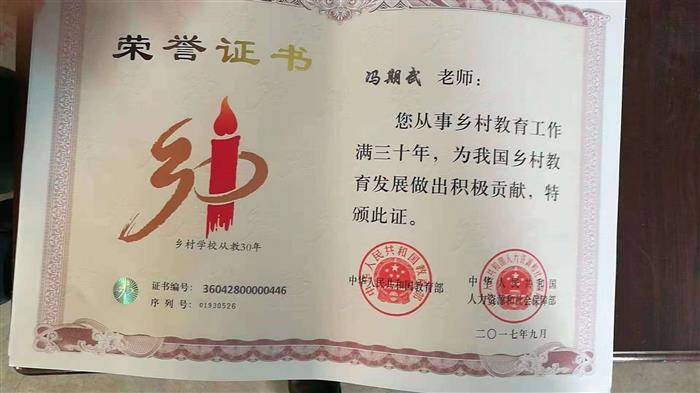 荣誉证书
乡村学校从教30年
证书编号: 36042800000446
序列号: 01930526
冯期武 老师:
您从事乡村教育工作
满三十年,为我国乡村教
育发展做出积极贡献,特
颁此证。
中华人民共和国教育部
中华人民共和国
人力资源和社会保障部
二〇一七年九月